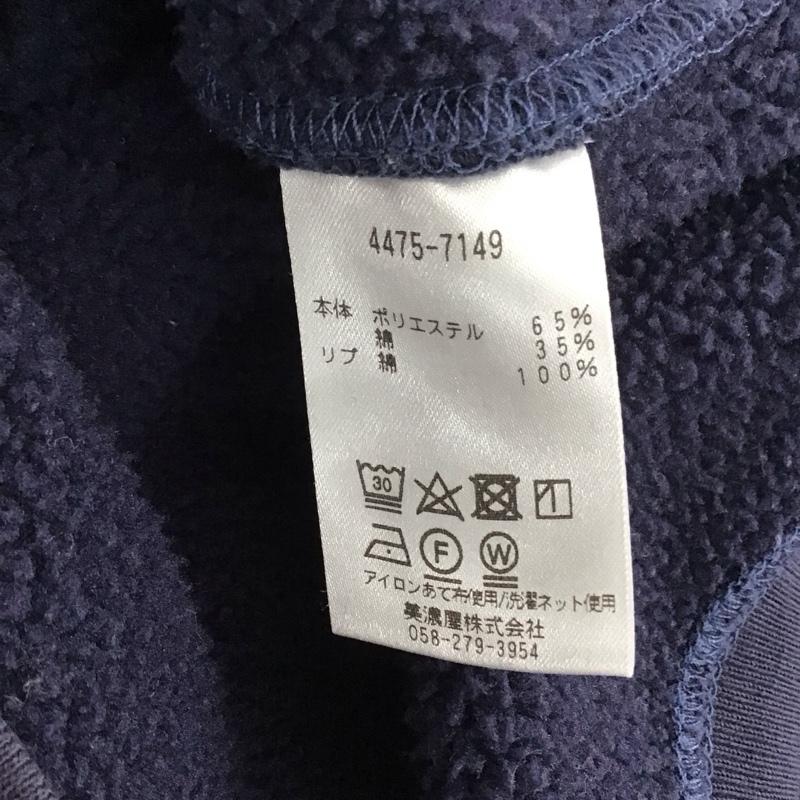 4475-7149
本体 ポリエステル 65%
綿 35%
リブ 綿 100%
30
F W
アイロンあて布使用/洗濯ネット使用
美濃屋株式会社
058-279-3954